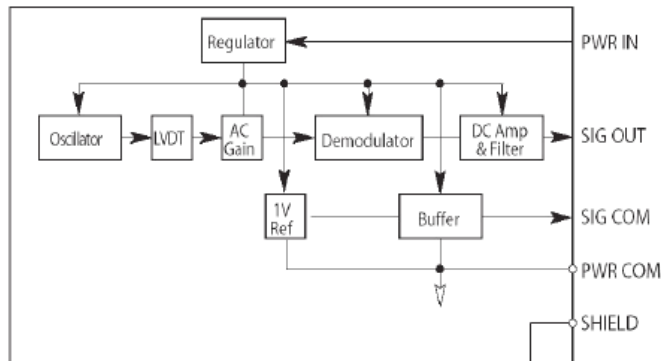 Regulator
PWR IN
Oscilator
LVDT
AC
Gain
Demodulator
DC Amp
& Filter
SIG OUT
1V
Ref
Buffer
SIG COM
PWR COM
SHIELD